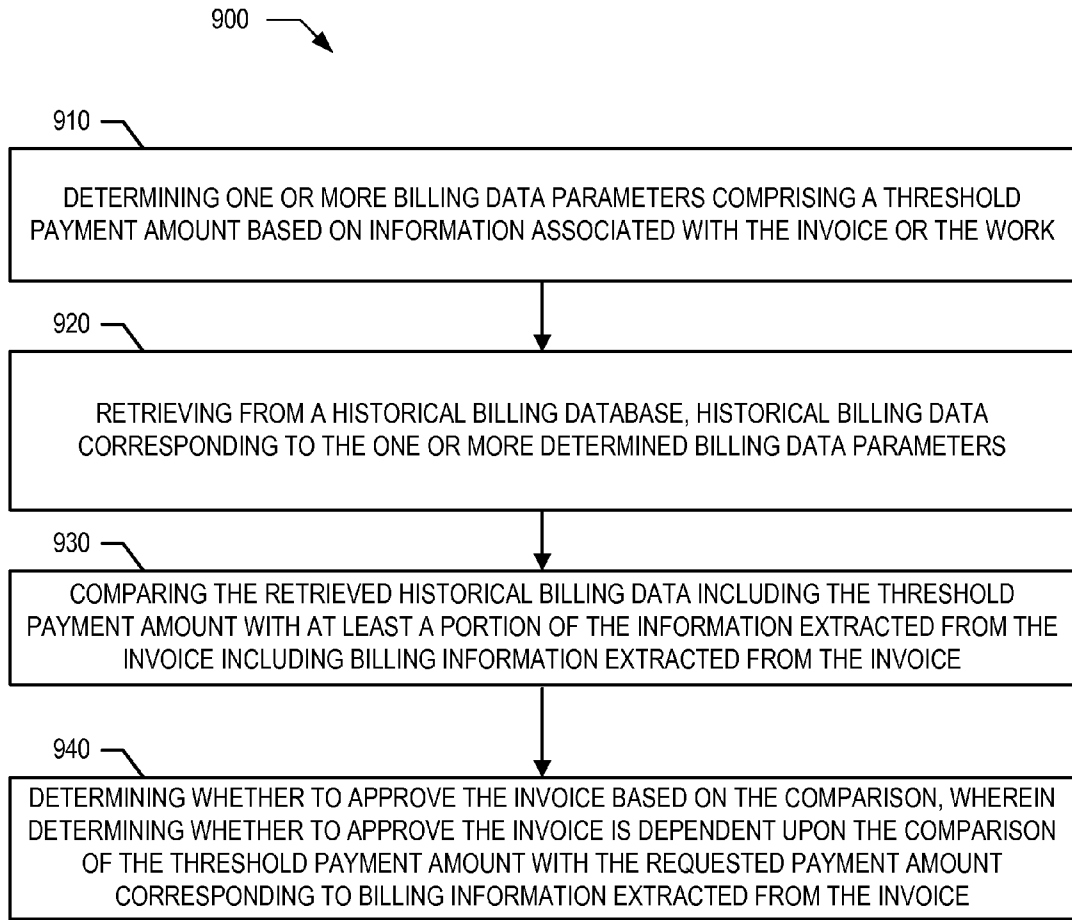 900
910
DETERMINING ONE OR MORE BILLING DATA PARAMETERS COMPRISING A THRESHOLD
PAYMENT AMOUNT BASED ON INFORMATION ASSOCIATED WITH THE INVOICE OR THE WORK
920
RETRIEVING FROM A HISTORICAL BILLING DATABASE, HISTORICAL BILLING DATA
CORRESPONDING TO THE ONE OR MORE DETERMINED BILLING DATA PARAMETERS
930
COMPARING THE RETRIEVED HISTORICAL BILLING DATA INCLUDING THE THRESHOLD
PAYMENT AMOUNT WITH AT LEAST A PORTION OF THE INFORMATION EXTRACTED FROM THE
INVOICE INCLUDING BILLING INFORMATION EXTRACTED FROM THE INVOICE
940
DETERMINING WHETHER TO APPROVE THE INVOICE BASED ON THE COMPARISON, WHEREIN
DETERMINING WHETHER TO APPROVE THE INVOICE IS DEPENDENT UPON THE COMPARISON
OF THE THRESHOLD PAYMENT AMOUNT WITH THE REQUESTED PAYMENT AMOUNT
CORRESPONDING TO BILLING INFORMATION EXTRACTED FROM THE INVOICE